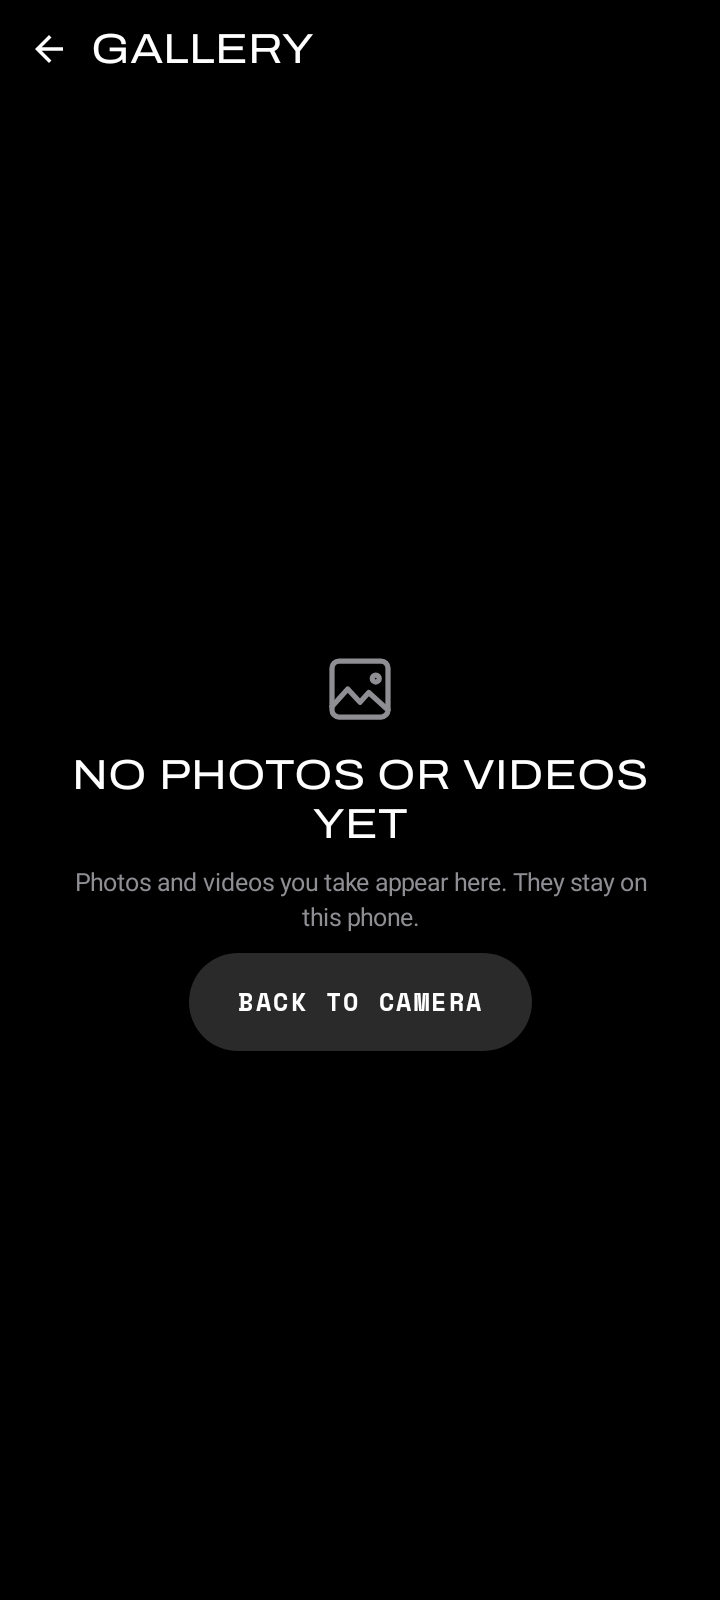 GALLERY
NO PHOTOS OR VIDEOS
YET
Photos and videos you take appear here. They stay on
this phone.
BACK TO CAMERA